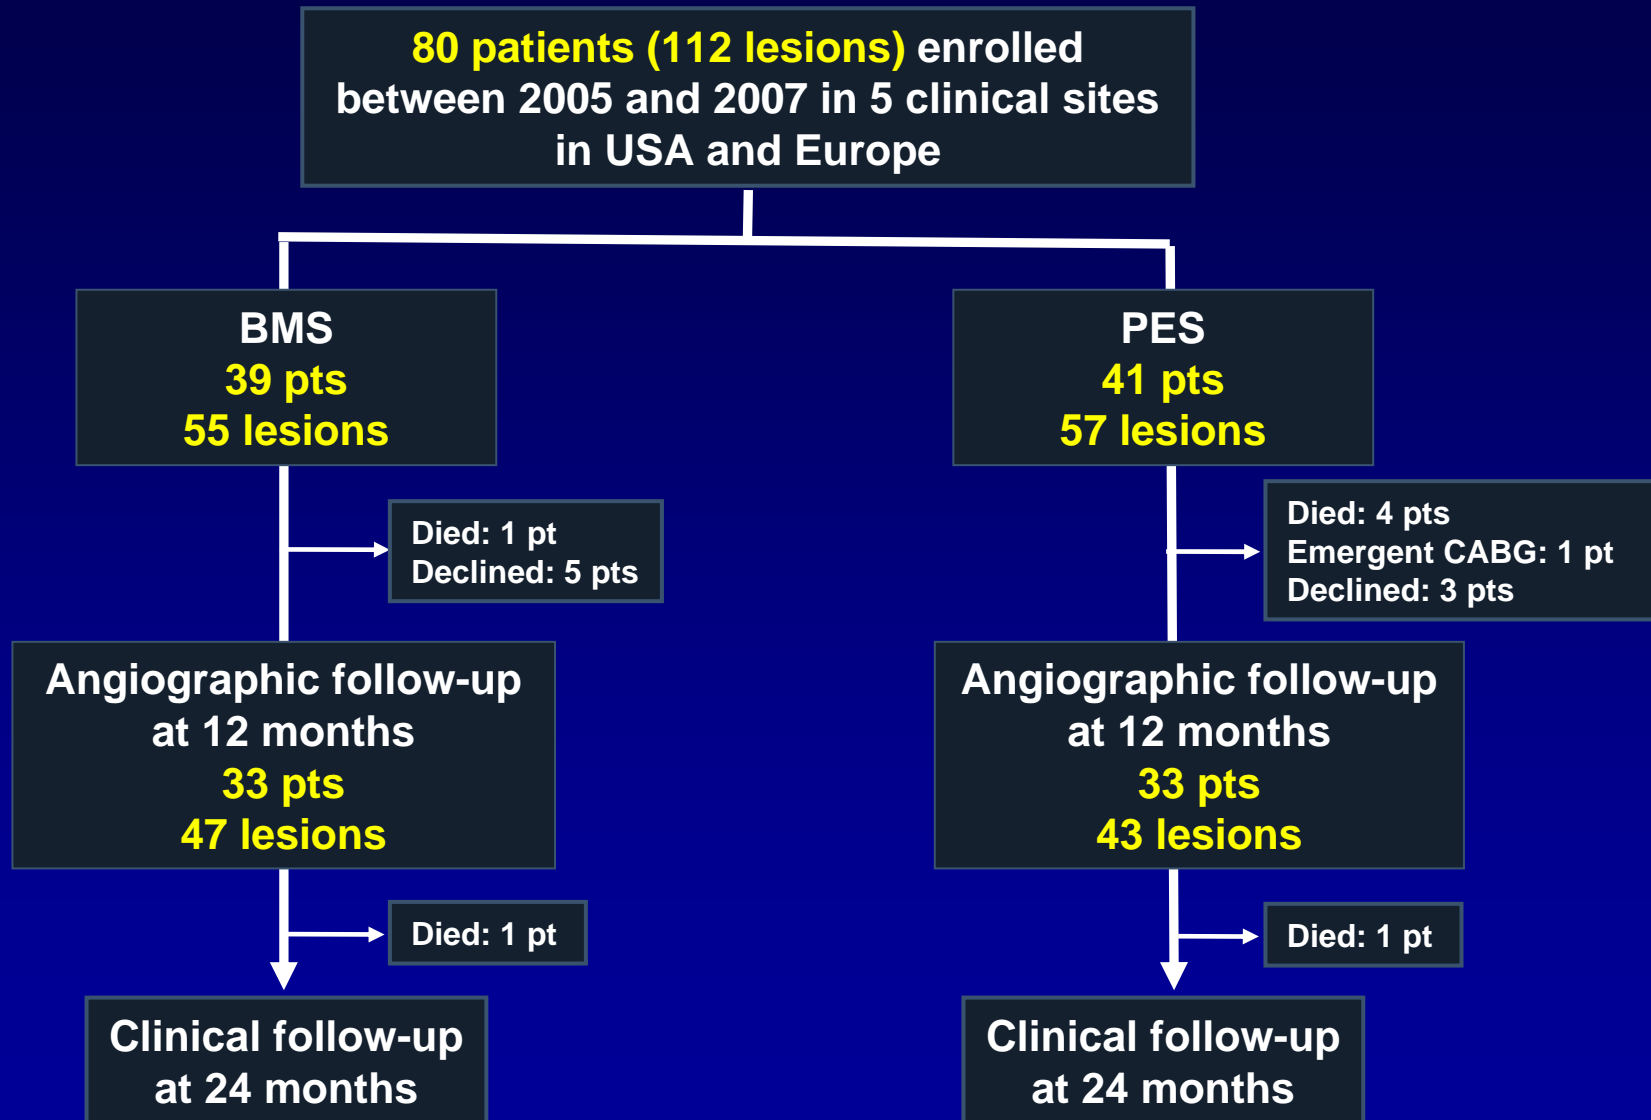 80 patients (112 lesions) enrolled
between 2005 and 2007 in 5 clinical sites
in USA and Europe
BMS
39 pts
55 lesions
PES
41 pts
57 lesions
Died: 1 pt
Declined: 5 pts
Died: 4 pts
Emergent CABG: 1 pt
Declined: 3 pts
Angiographic follow-up
at 12 months
33 pts
47 lesions
Angiographic follow-up
at 12 months
33 pts
43 lesions
Died: 1 pt
Died: 1 pt
Clinical follow-up
at 24 months
Clinical follow-up
at 24 months